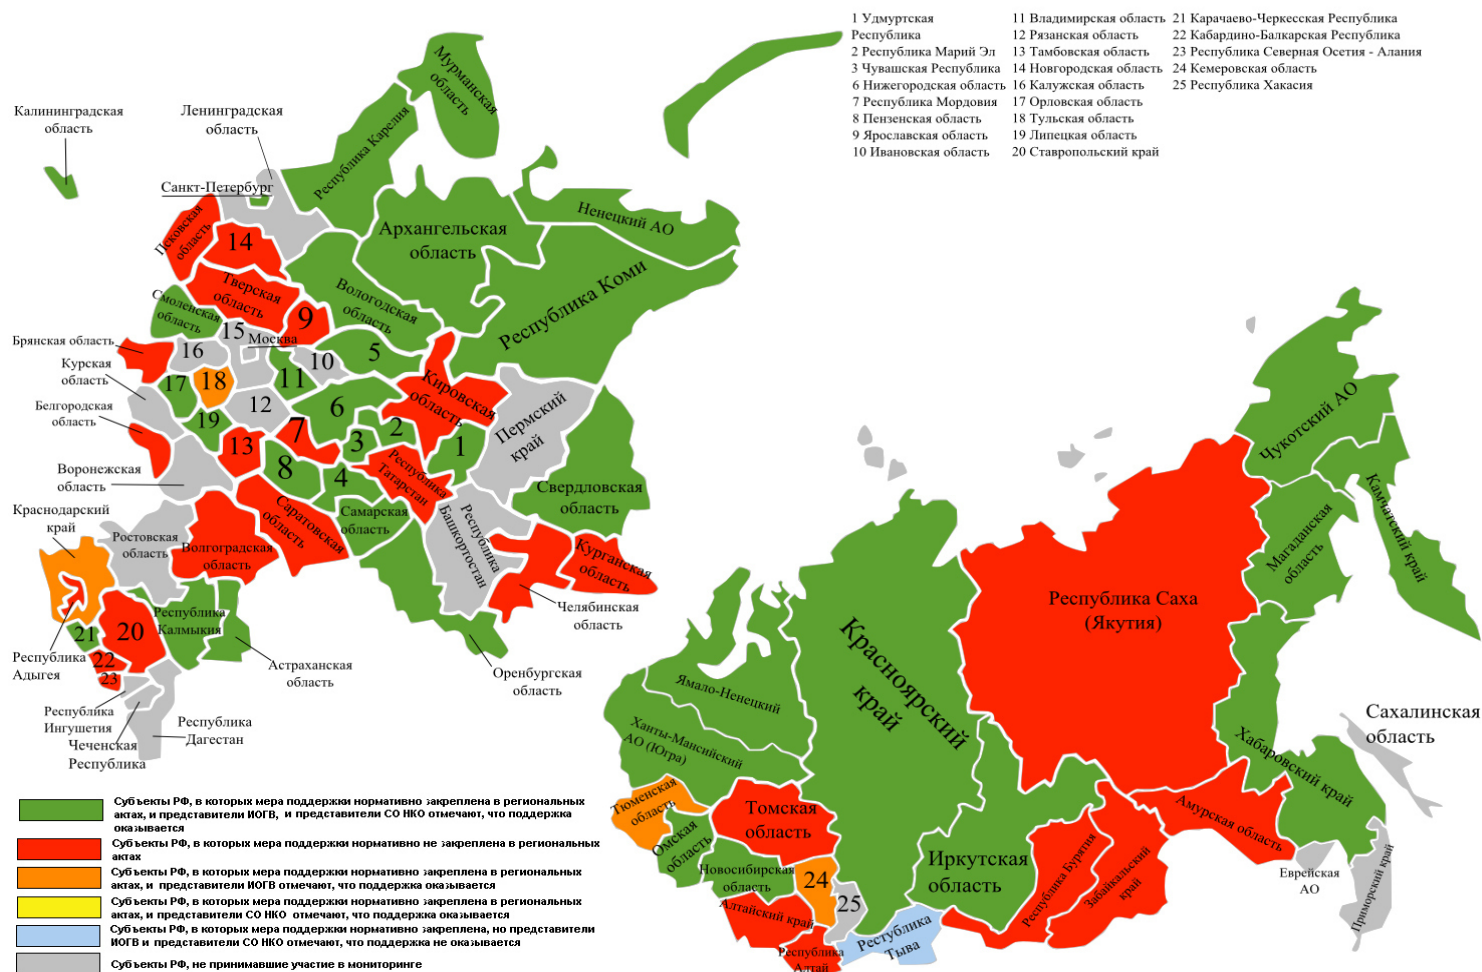 1 Удмуртская
Республика
2 Республика Марий Эл
3 Чувашская Республика
6 Нижегородская область
7 Республика Мордовия
8 Пензенская область
9 Ярославская область
10 Ивановская область
11 Владимирская область
12 Рязанская область
13 Тамбовская область
14 Новгородская область
16 Калужская область
17 Орловская область
18 Тульская область
19 Липецкая область
20 Ставропольский край
21 Карачаево-Черкесская Республика
22 Кабардино-Балкарская Республика
23 Республика Северная Осетия - Алания
24 Кемеровская область
25 Республика Хакасия
Калининградская
область
Ленинградская
область
Санкт-Петербург
Мурманская
область
Республика Карелия
Ненецкий АО
Архангельская
область
Республика Коми
Вологодская
область
Псковская
область
14
Тверская
область
9
Смоленская
область
15
Москва
Брянская область
16
10
5
Курская
область
17
18
11
Кировская
область
Пермский
край
Белгородская
область
19
12
6
2
13
7
3
1
8
4
Республика
Татарстан
Свердловская
область
Воронежская
область
Саратовская
область
Самарская
область
Республика
Башкортостан
Краснодарский
край
Ростовская
область
Волгоградская
область
Курганская
область
Челябинская
область
Республика
Калмыкия
21
20
22
23
Республика
Адыгея
Астраханская
область
Оренбургская
область
Республика
Ингушетия
Чеченская
Республика
Республика
Дагестан
Чукотский АО
Камчатский край
Магаданская
область
Республика Саха
(Якутия)
Красноярский
край
Ямало-Ненецкий
Ханты-Мансийский
АО (Югра)
Сахалинская
область
Хабаровский край
Тюменская
область
Томская
область
Омская
область
Новосибирская
область
24
25
Иркутская
область
Амурская область
Республика Бурятия
Забайкальский
край
Еврейская
АО
Приморский край
Алтайский край
Республика
Алтай
Республика
Тыва
Субъекты РФ, в которых мера поддержки нормативно закреплена в региональных
актах, и представители ИОГВ, и представители СО НКО отмечают, что поддержка
оказывается
Субъекты РФ, в которых мера поддержки нормативно не закреплена в региональных
актах
Субъекты РФ, в которых мера поддержки нормативно закреплена в региональных
актах, и представители ИОГВ отмечают, что поддержка оказывается
Субъекты РФ, в которых мера поддержки нормативно закреплена в региональных
актах, и представители СО НКО отмечают, что поддержка оказывается
Субъекты РФ, в которых мера поддержки нормативно закреплена, но представители
ИОГВ и представители СО НКО отмечают, что поддержка не оказывается
Субъекты РФ, не принимавшие участие в мониторинге